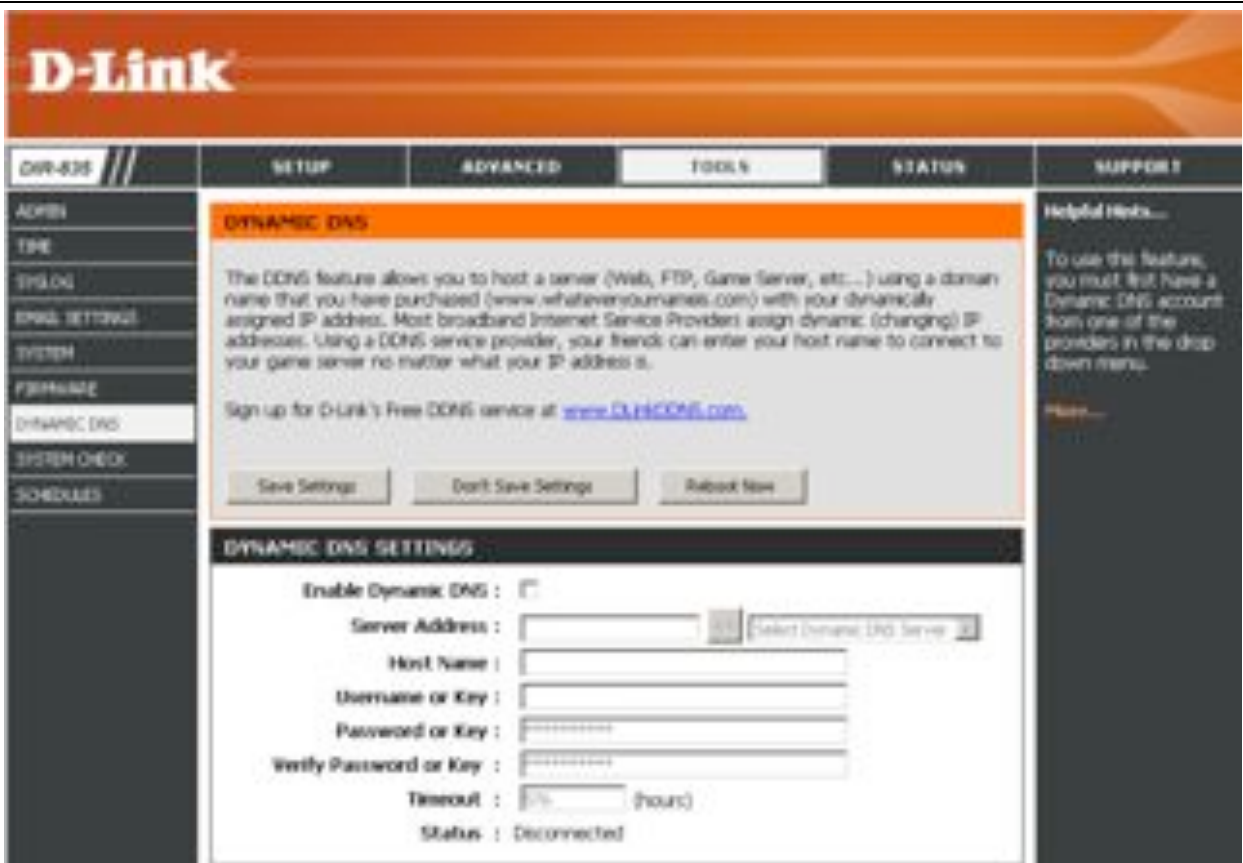 D-Link
DIR-835
SETUP
ADVANCED
TOOLS
STATUS
SUPPORT
ADMIN
TIME
SYSLOG
EMAIL SETTINGS
SYSTEM
FIRMWARE
DYNAMIC DNS
SYSTEM CHECK
SCHEDULES
DYNAMIC DNS
The DDNS feature allows you to host a server (Web, FTP, Game Server, etc...) using a domain
name that you have purchased (www.whateveryournameis.com) with your dynamically
assigned IP address. Most broadband Internet Service Providers assign dynamic (changing) IP
addresses. Using a DDNS service provider, your friends can enter your host name to connect to
your game server no matter what your IP address is.
Sign up for D-Link's Free DDNS service at www.DLinkDDNS.com.
Save Settings
Don't Save Settings
Reboot Now
DYNAMIC DNS SETTINGS
Enable Dynamic DNS :
Server Address :
<<
Select Dynamic DNS Server
Host Name :
Username or Key :
Password or Key :
Verify Password or Key :
Timeout : 576 (hours)
Status : Disconnected
Helpful Hints...
To use this feature,
you must first have a
Dynamic DNS account
from one of the
providers in the drop
down menu.
More...